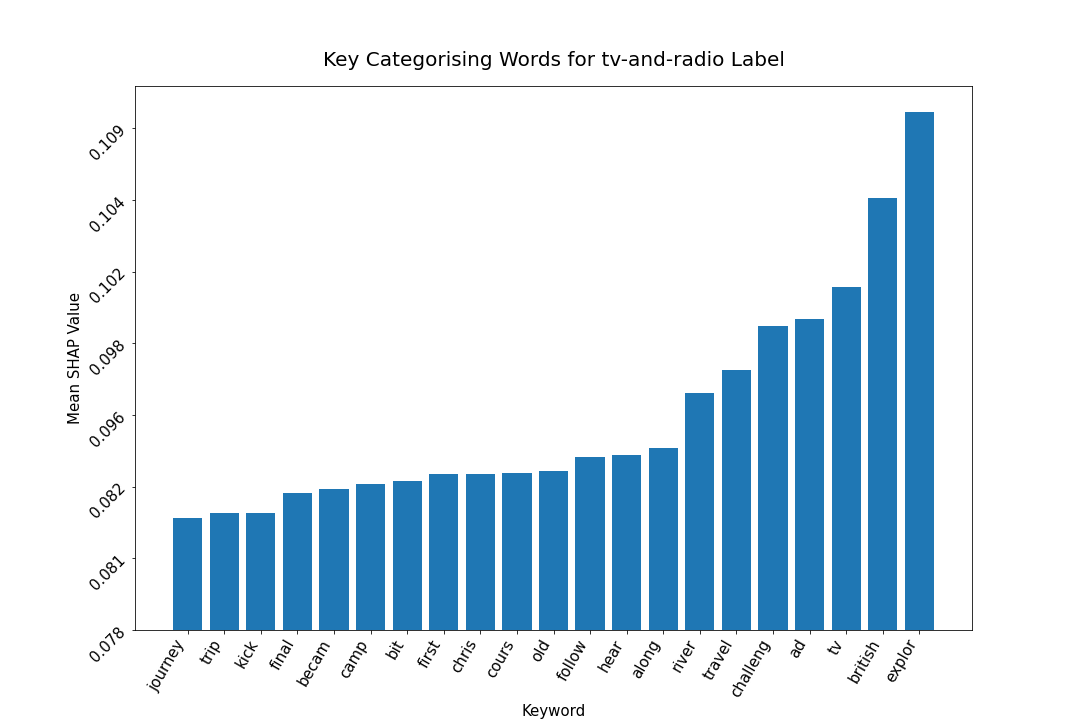 Key Categorising Words for tv-and-radio Label
0.109
0.104
0.102
0.098
0.096
0.082
0.081
0.078
Mean SHAP Value
journey
trip
kick
final
becam
camp
bit
first
chris
cours
old
follow
hear
along
river
travel
challeng
ad
tv
british
explor
Keyword